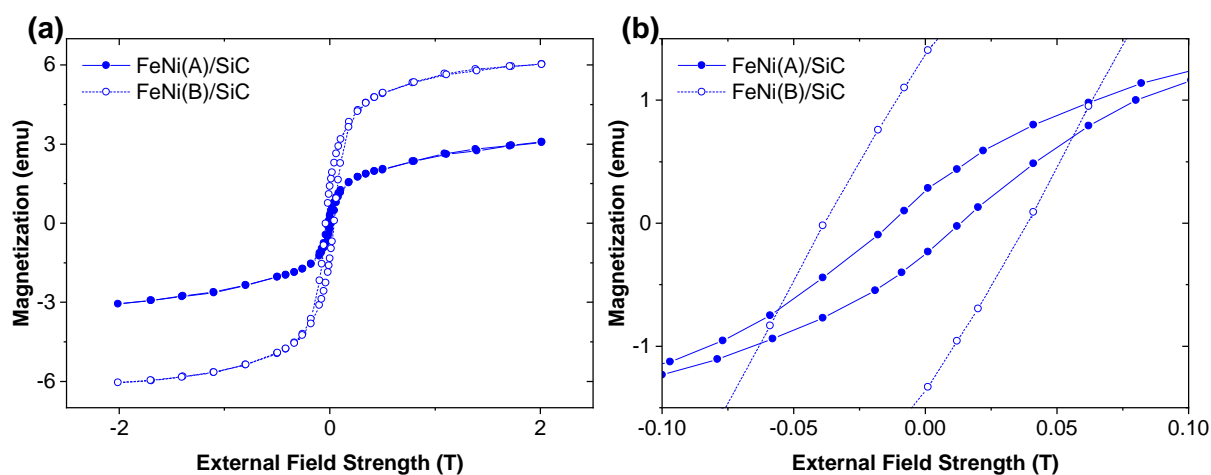 (a)
FeNi(A)/SiC
FeNi(B)/SiC
6
3
0
-3
-6
Magnetization (emu)
-2
0
2
External Field Strength (T)
(b)
FeNi(A)/SiC
FeNi(B)/SiC
1
0
-1
Magnetization (emu)
-0.10
-0.05
0.00
0.05
0.10
External Field Strength (T)